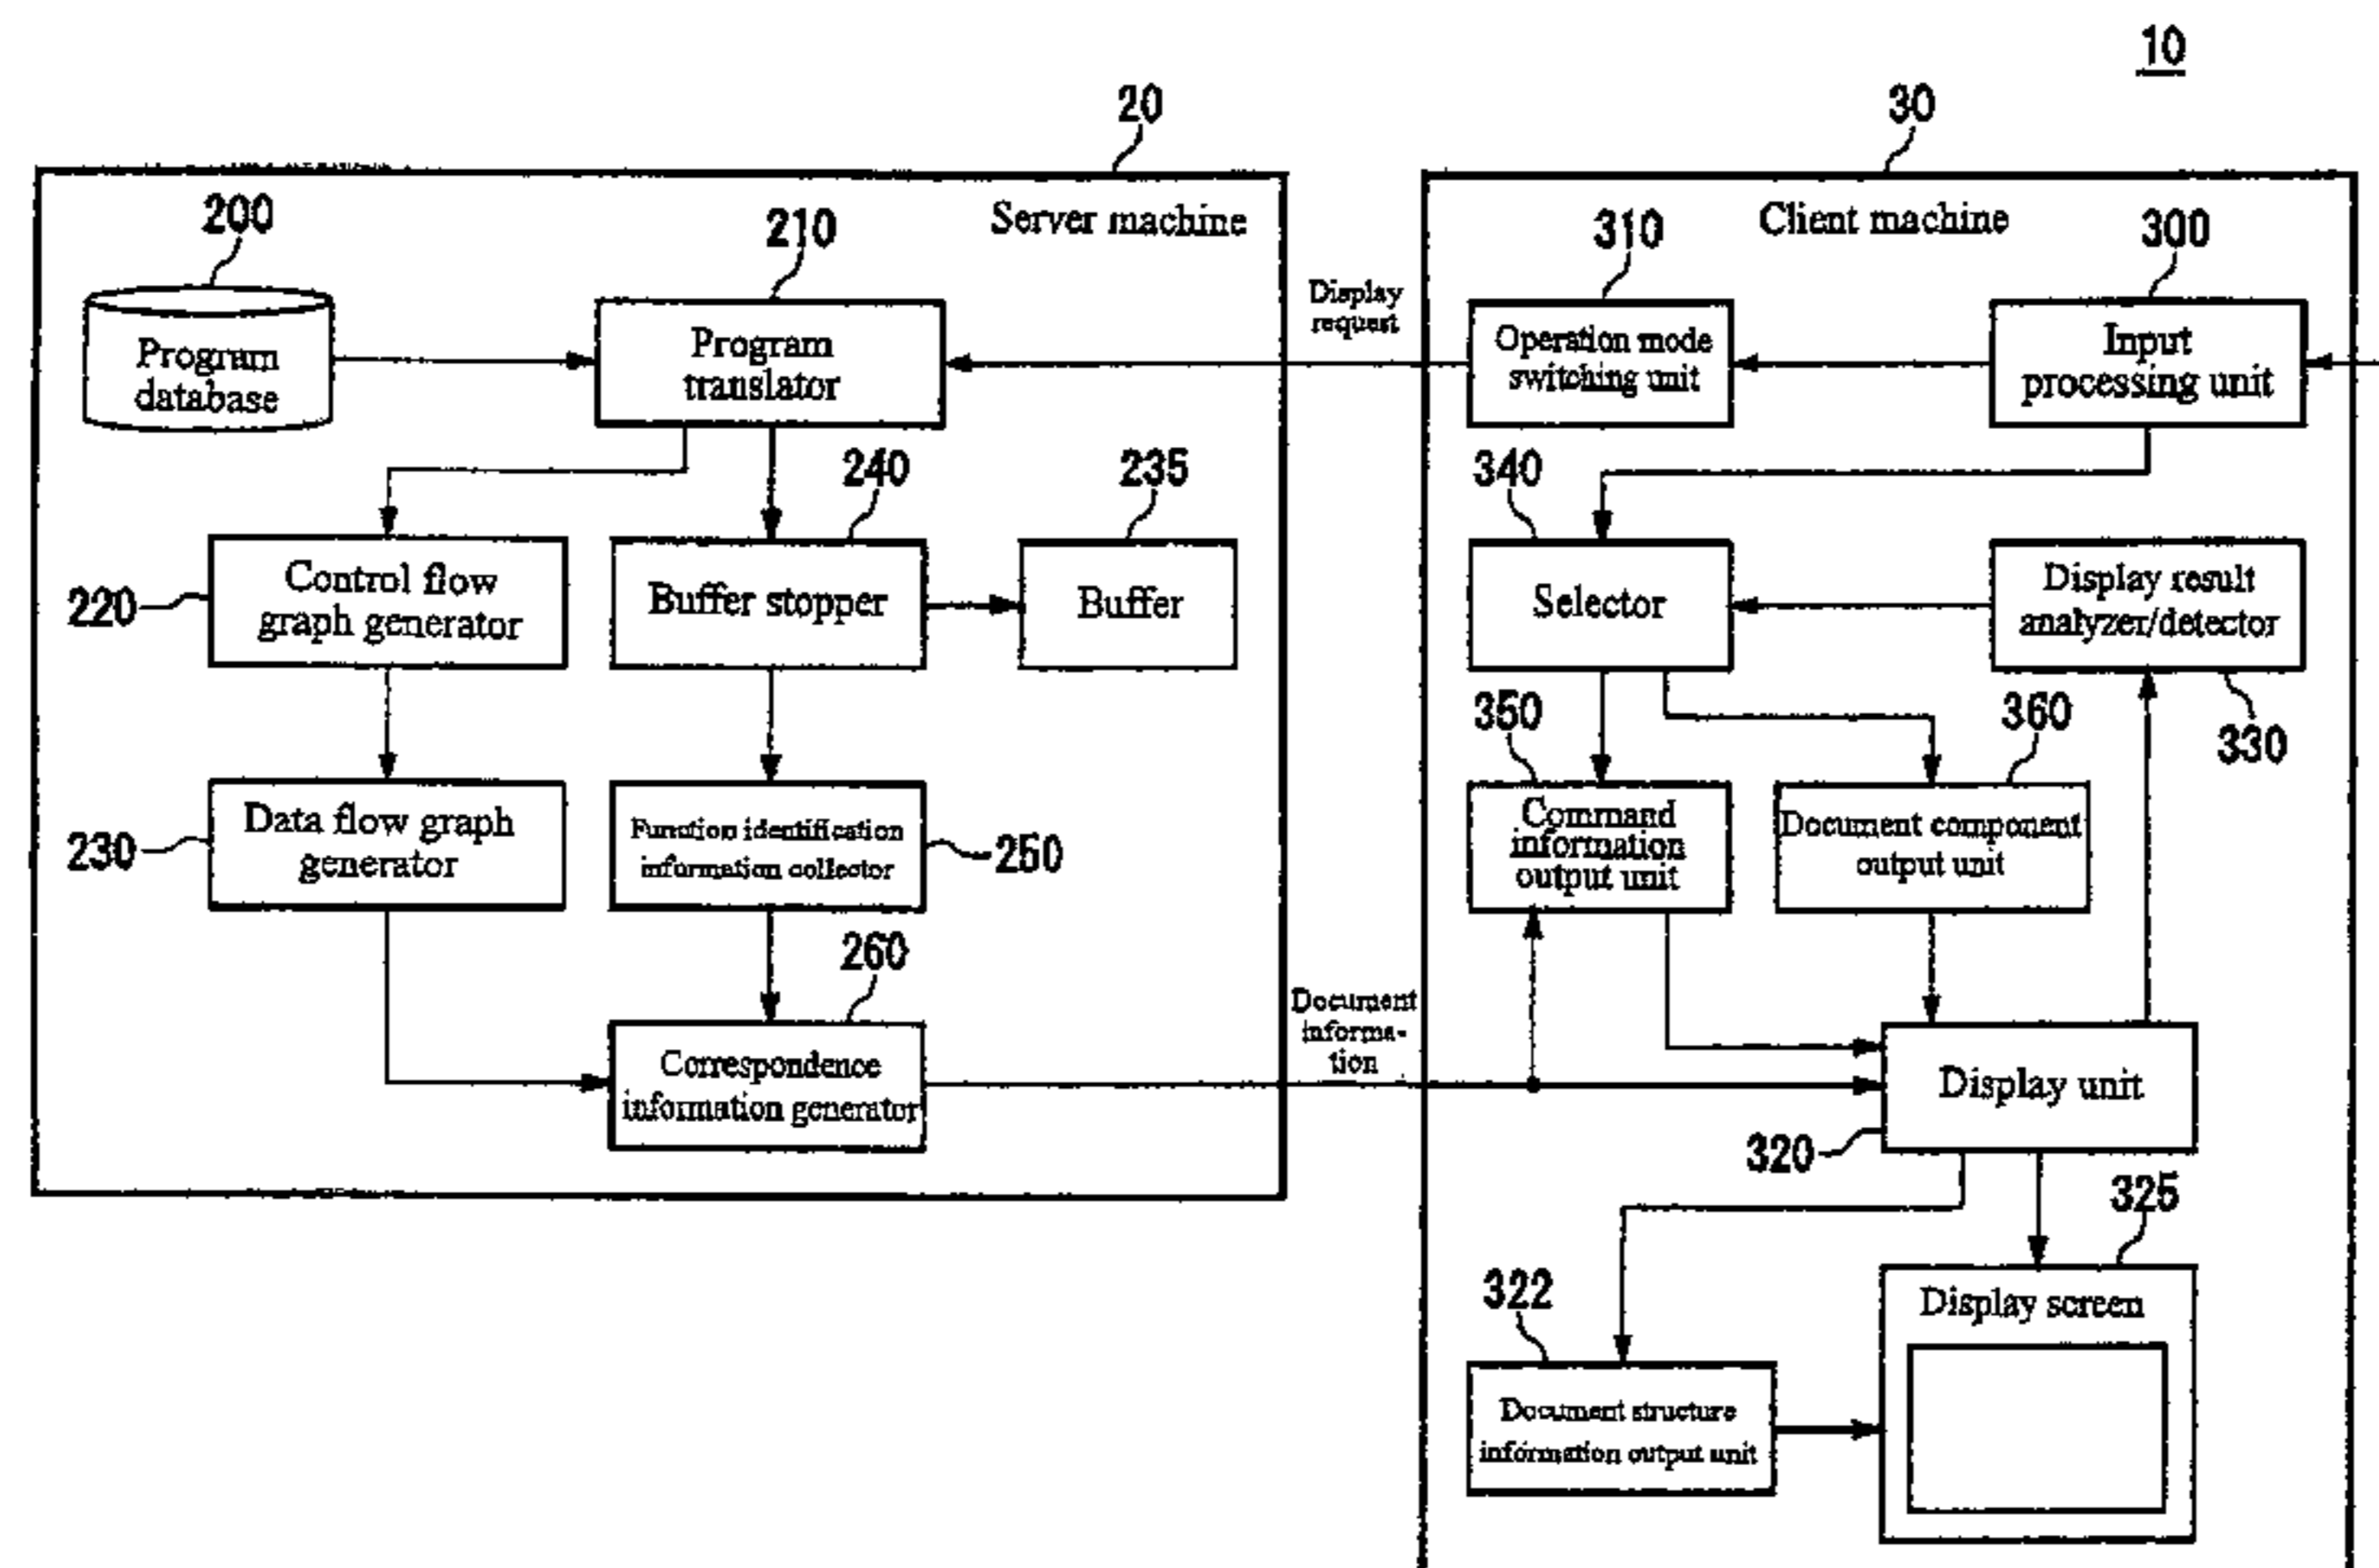 10
20
30
200
210
Server machine
310
Client machine
300
Program
database
Program
translator
Display
request
Operation mode
switching unit
Input
processing unit
240
235
340
220
Control flow
graph generator
Buffer stopper
Buffer
Selector
Display result
analyzer/detector
350
360
330
230
Data flow graph
generator
Function identification
information collector
250
Command
information
output unit
Document component
output unit
260
Document
informa-
tion
Correspondence
information generator
Display unit
320
325
322
Display screen
Document structure
information output unit